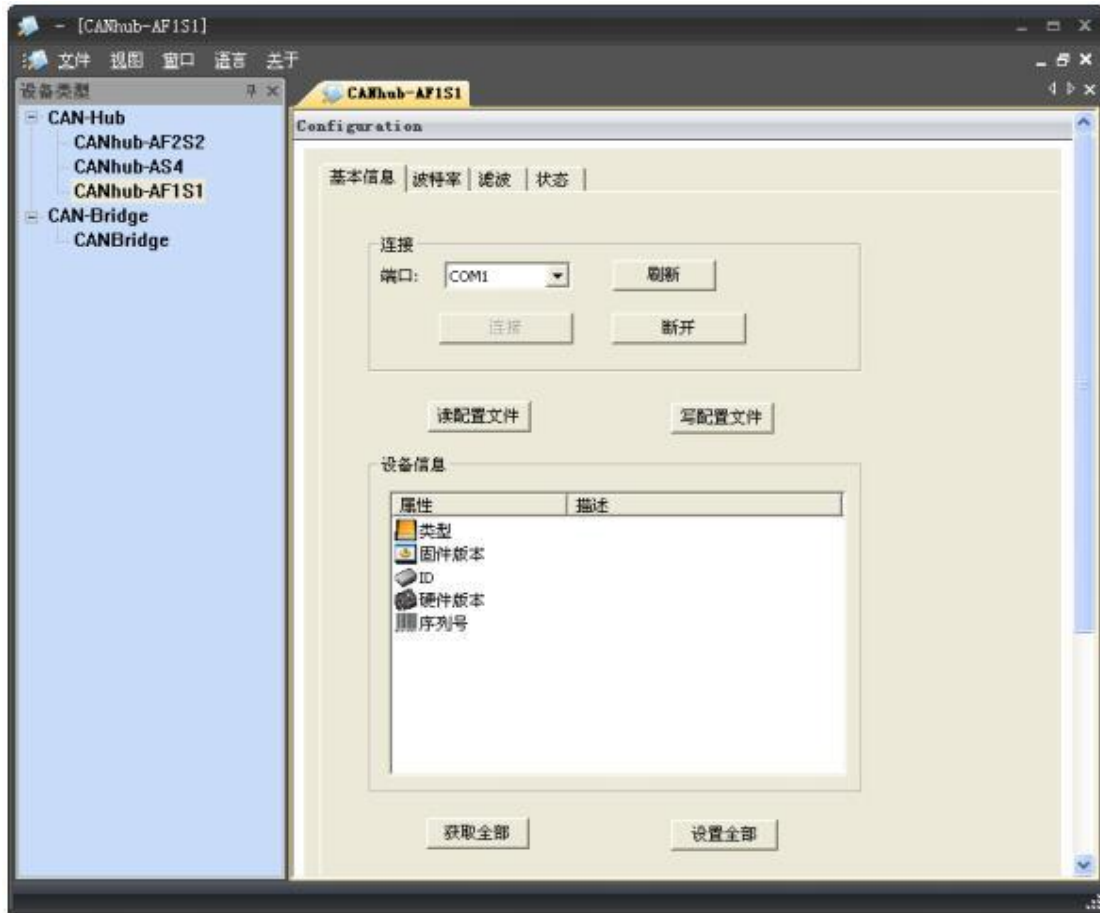 - [CANhub-AF1S1]
文件 视图 窗口 语言 关于
设备类型
CAN-Hub
CANhub-AF2S2
CANhub-AS4
CANhub-AF1S1
CAN-Bridge
CANBridge
CANhub-AF1S1
Configuration
基本信息 波特率 滤波 状态
连接
端口: COM1 刷新
连接 断开
读配置文件 写配置文件
设备信息
属性 描述
类型
固件版本
ID
硬件版本
序列号
获取全部 设置全部